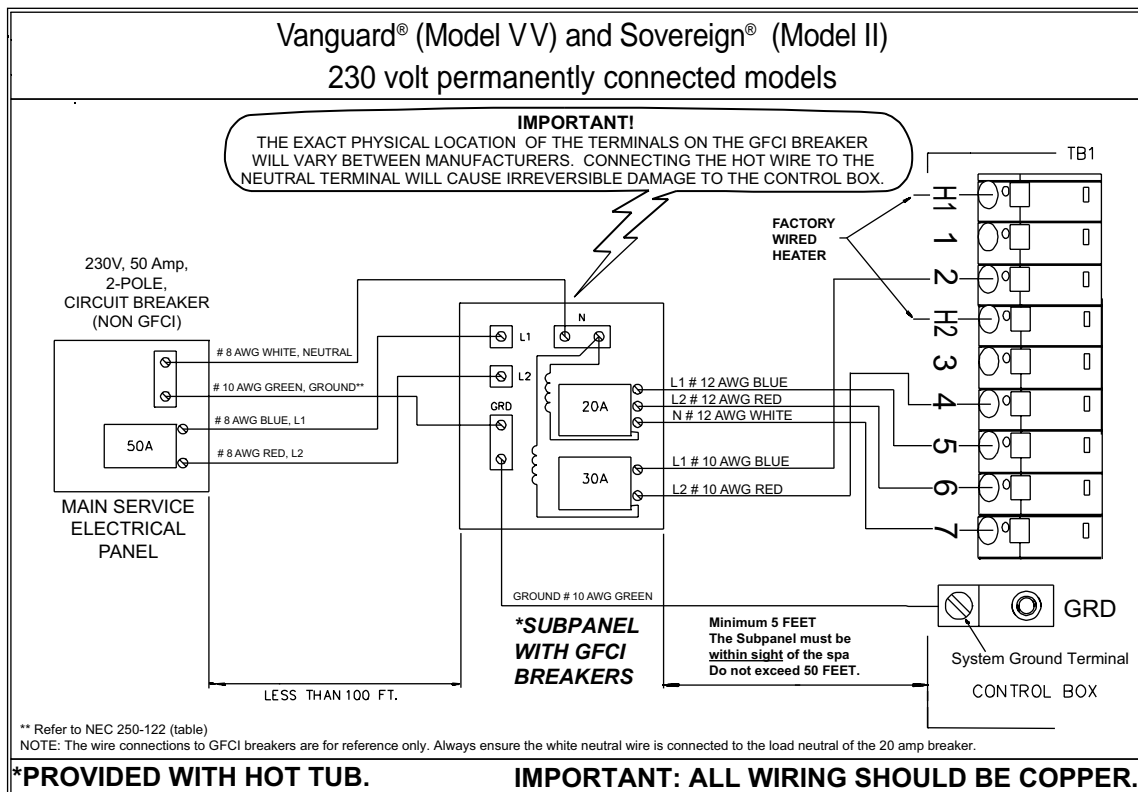 Vanguard® (Model VV) and Sovereign® (Model II)
230 volt permanently connected models
IMPORTANT!
THE EXACT PHYSICAL LOCATION OF THE TERMINALS ON THE GFCI BREAKER
WILL VARY BETWEEN MANUFACTURERS. CONNECTING THE HOT WIRE TO THE
NEUTRAL TERMINAL WILL CAUSE IRREVERSIBLE DAMAGE TO THE CONTROL BOX.
TB1
H1
1
2
H2
3
4
5
6
7
FACTORY
WIRED
HEATER
230V, 50 Amp,
2-POLE,
CIRCUIT BREAKER
(NON GFCI)
# 8 AWG WHITE, NEUTRAL
# 10 AWG GREEN, GROUND**
# 8 AWG BLUE, L1
# 8 AWG RED, L2
50A
MAIN SERVICE
ELECTRICAL
PANEL
N
L1
L2
GRD
20A
30A
L1 # 12 AWG BLUE
L2 # 12 AWG RED
N # 12 AWG WHITE
L1 # 10 AWG BLUE
L2 # 10 AWG RED
GROUND # 10 AWG GREEN
*SUBPANEL
WITH GFCI
BREAKERS
Minimum 5 FEET
The Subpanel must be
within sight of the spa
Do not exceed 50 FEET.
GRD
System Ground Terminal
CONTROL BOX
LESS THAN 100 FT.
** Refer to NEC 250-122 (table)
NOTE: The wire connections to GFCI breakers are for reference only. Always ensure the white neutral wire is connected to the load neutral of the 20 amp breaker.
*PROVIDED WITH HOT TUB.
IMPORTANT: ALL WIRING SHOULD BE COPPER.